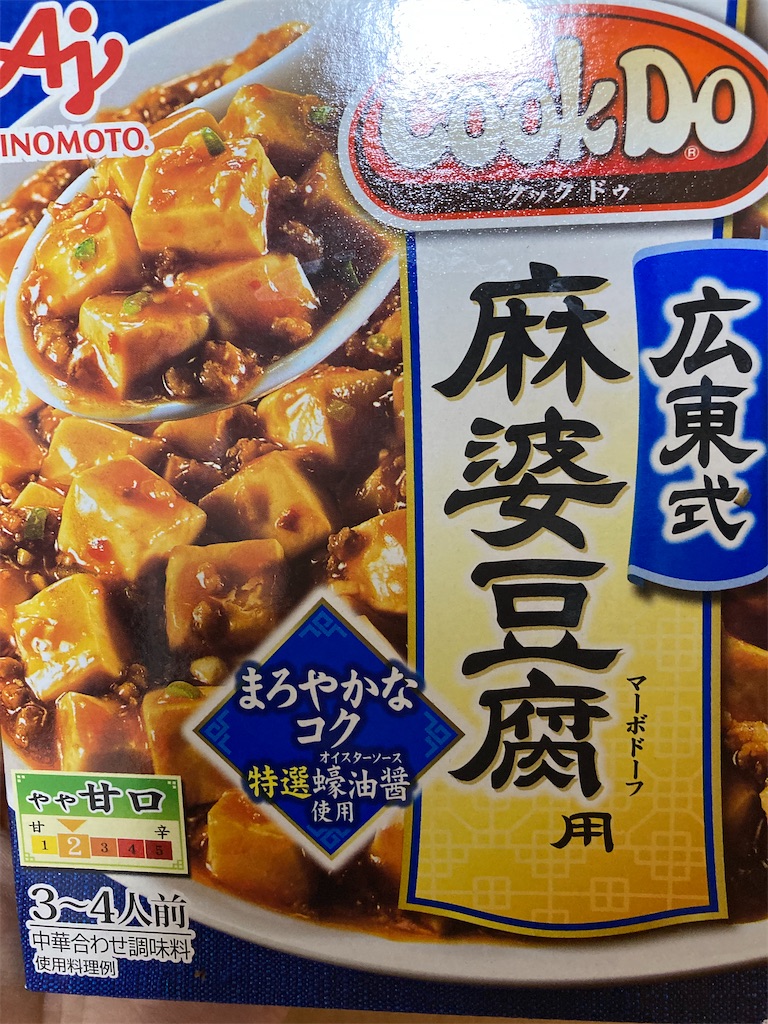 Aj
INOMOTO®
CookDo®
クック ドゥ
広東式
麻婆豆腐用
マーボドーフ
まろやかな
コク
オイスターソース
特選蠔油醤
使用
やや甘口
甘 辛
1 2 3 4 5
3~4人前
中華合わせ調味料
使用料理例